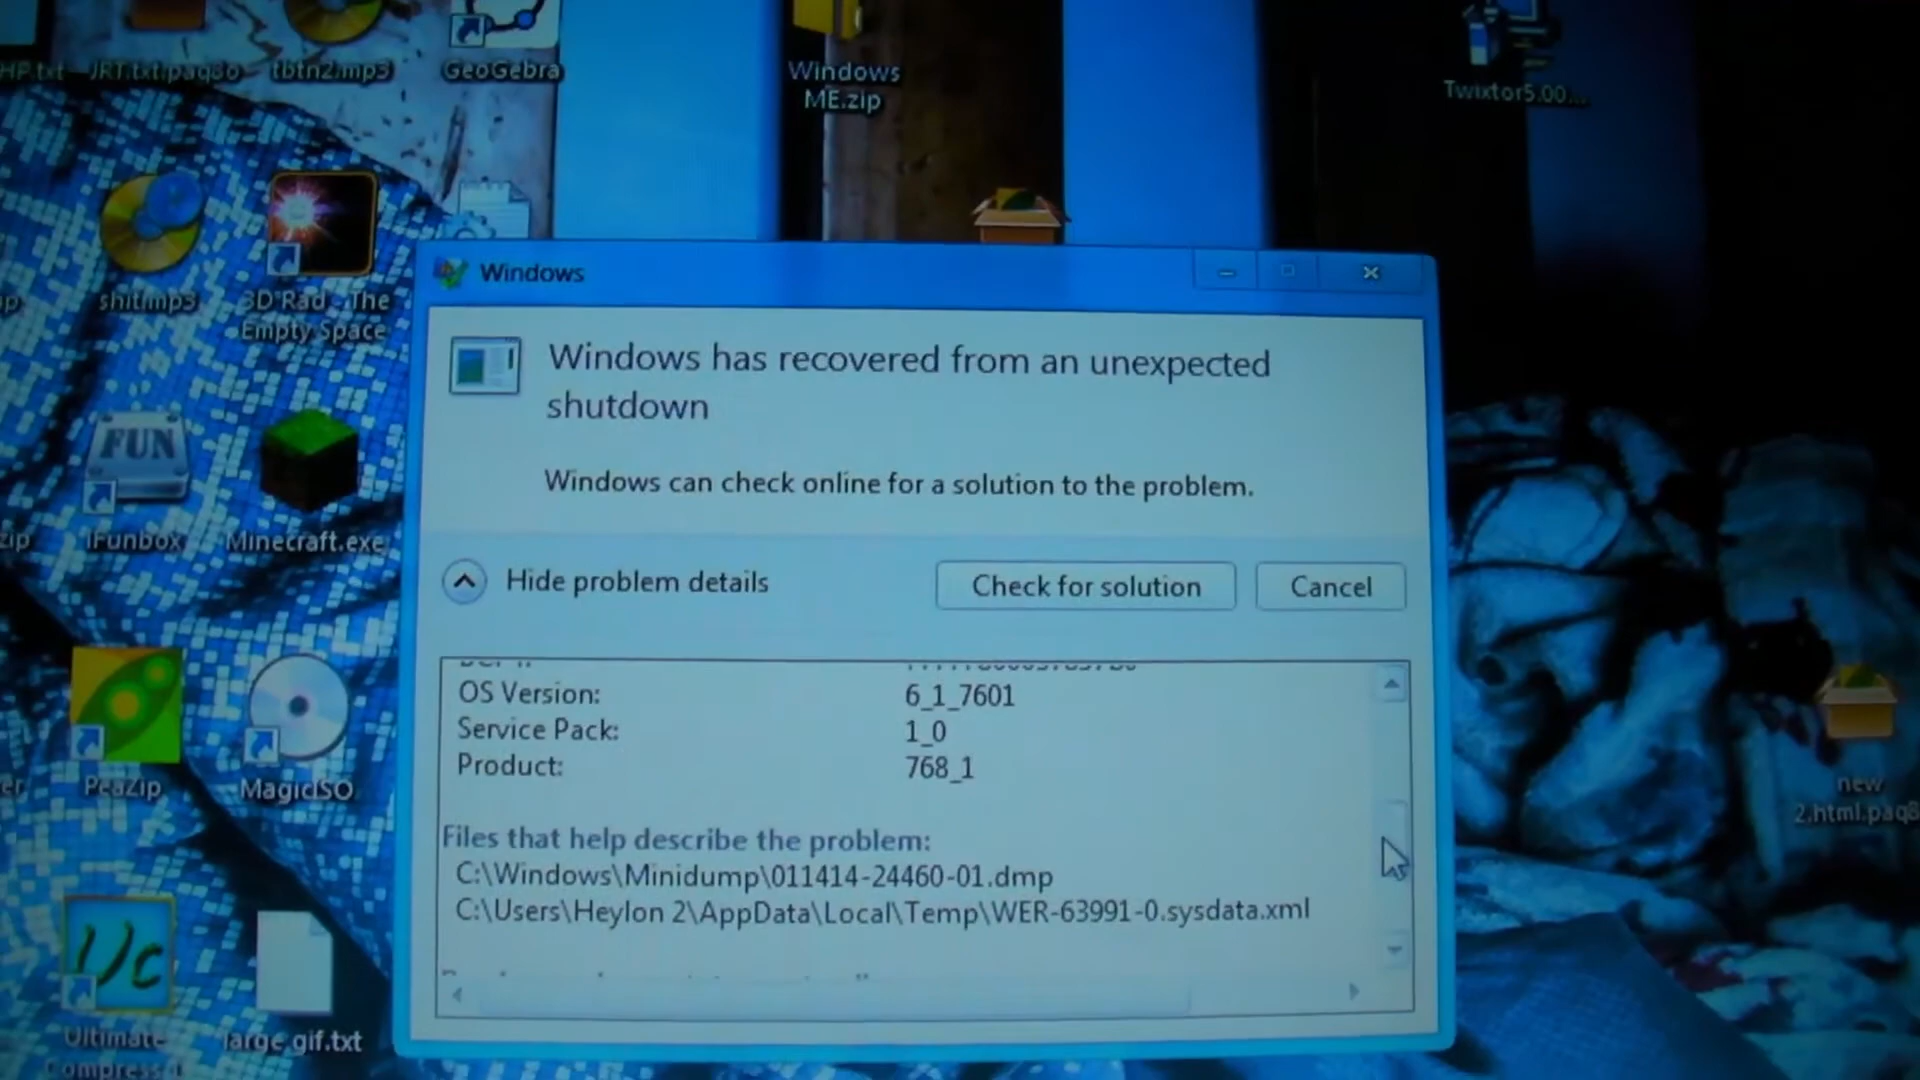 HP.txt
JRT.txt.paq8o
tbtn2.mp3
GeoGebra
Windows
ME.zip
Twixtor5.00...
shit.mp3
3D Rad - The
Empty Space
Windows
Windows has recovered from an unexpected
shutdown
Windows can check online for a solution to the problem.
FUN
zip
iFunbox
Minecraft.exe
Hide problem details
Check for solution
Cancel
OS Version: 6_1_7601
Service Pack: 1_0
Product: 768_1
PeaZip
MagicISO
new
2.html.paq8
Files that help describe the problem:
C:\Windows\Minidump\011414-24460-01.dmp
C:\Users\Heylon 2\AppData\Local\Temp\WER-63991-0.sysdata.xml
Uc
Ultimate
large gif.txt